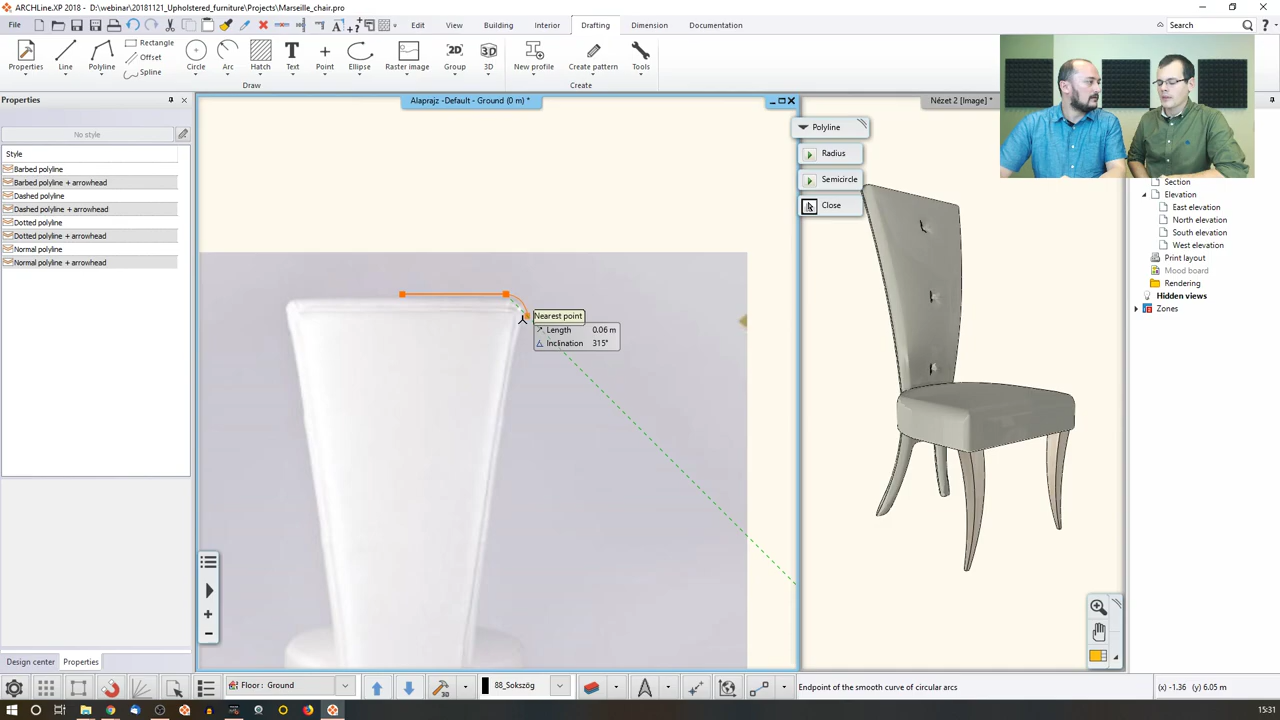 ARCHLine.XP 2018 - D:\webinar\20181121_Upholstered_furniture\Projects\Marseille_chair.pro
File
Edit
View
Building
Interior
Drafting
Dimension
Documentation
Search
Properties
Line
Polyline
Rectangle
Offset
Spline
Circle
Arc
Hatch
Text
Point
Ellipse
Raster image
Group
3D
New profile
Create pattern
Tools
2D
3D
Draw
Create
Properties
No style
Style
Barbed polyline
Barbed polyline + arrowhead
Dashed polyline
Dashed polyline + arrowhead
Dotted polyline
Dotted polyline + arrowhead
Normal polyline
Normal polyline + arrowhead
Design center
Properties
Alaprajz -Default - Ground (0 m) *
Nearest point
Length 0.06 m
Inclination 315°
Polyline
Radius
Semicircle
Close
Nézet 2 [Image] *
Section
Elevation
East elevation
North elevation
South elevation
West elevation
Print layout
Mood board
Rendering
Hidden views
Zones
Floor : Ground
88_Sokszög
Endpoint of the smooth curve of circular arcs
(x) -1.36 (y) 6.05 m
15:31